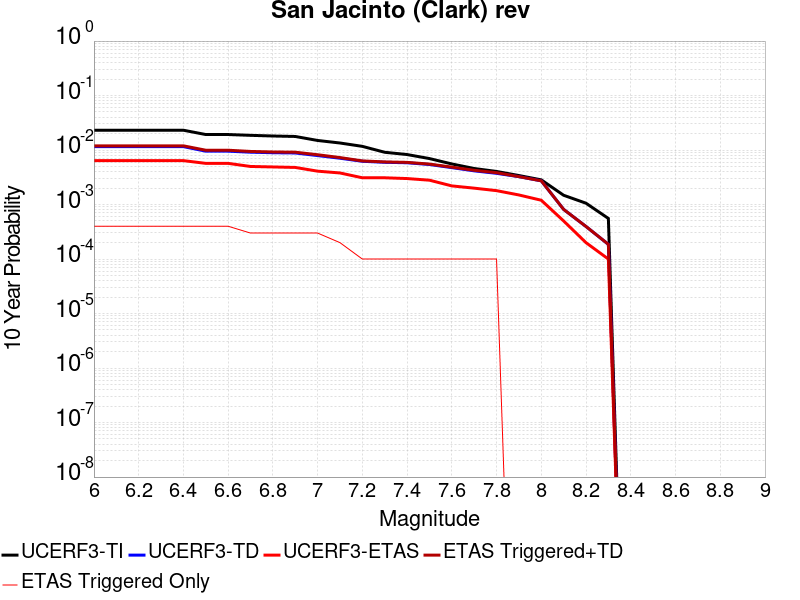 San Jacinto (Clark) rev
10 0
10 -1
10 -2
10 -3
10 -4
10 -5
10 -6
10 -7
10 -8
10 Year Probability
6 6.2 6.4 6.6 6.8 7 7.2 7.4 7.6 7.8 8 8.2 8.4 8.6 8.8 9
Magnitude
UCERF3-TI UCERF3-TD UCERF3-ETAS ETAS Triggered+TD
ETAS Triggered Only